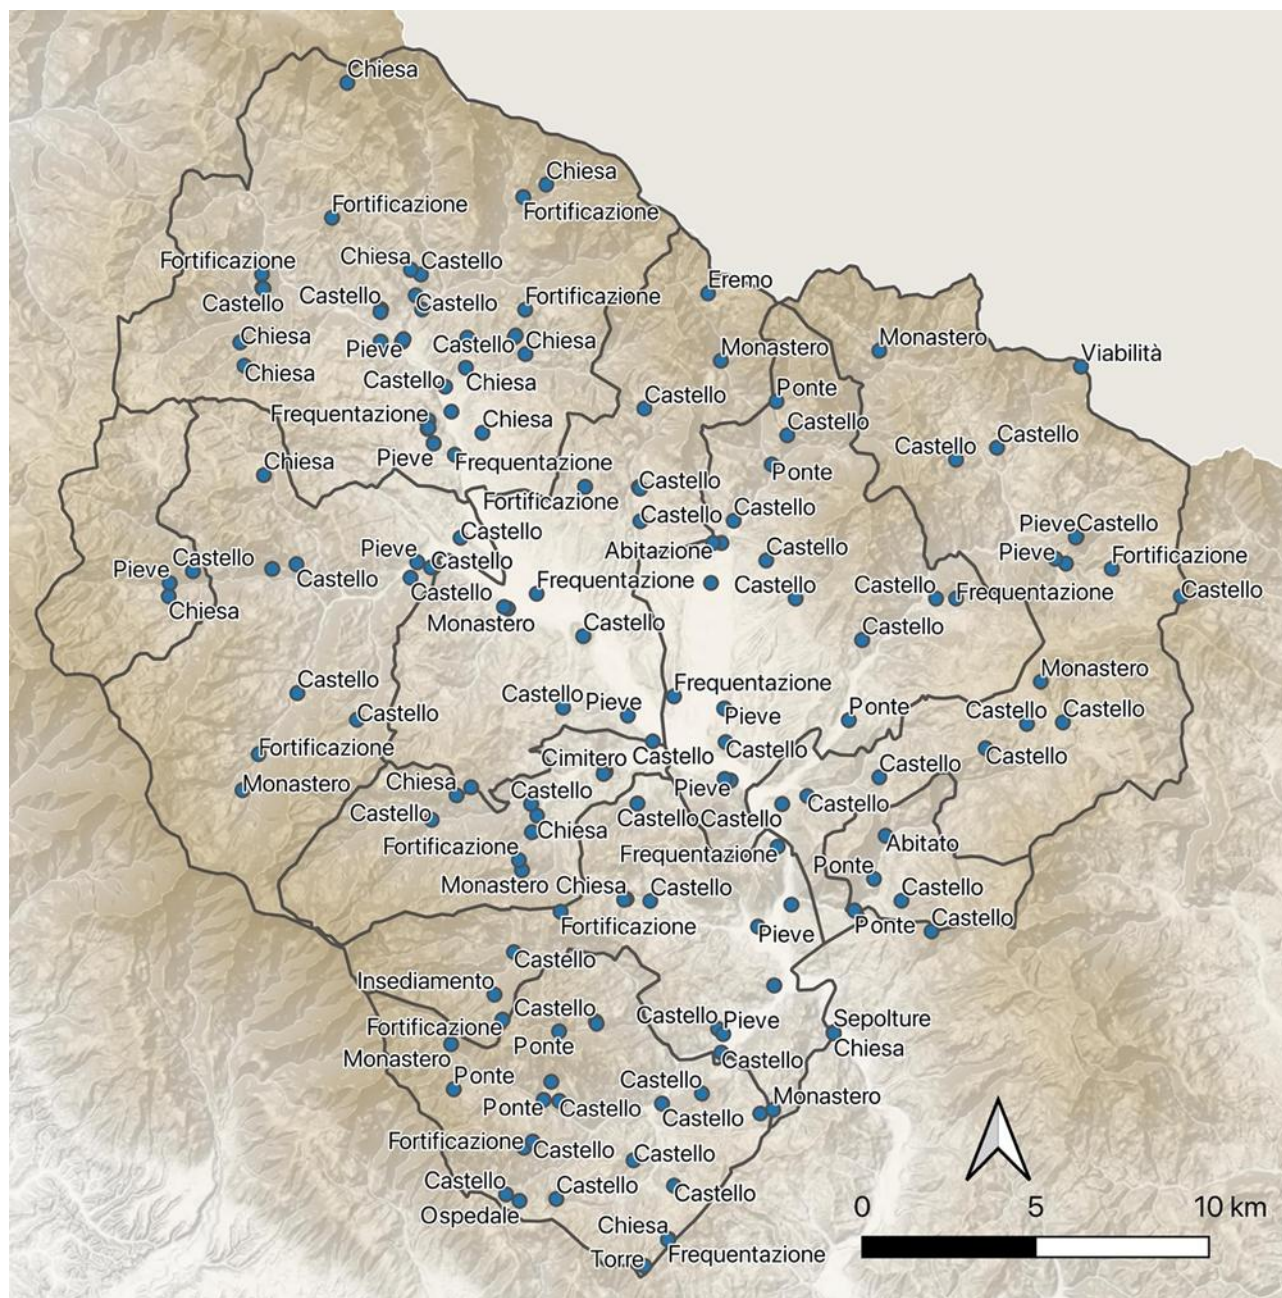 Chiesa
Chiesa
Fortificazione
Fortificazione
Fortificazione
Chiesa
Castello
Eremo
Castello
Castello
Castello
Fortificazione
Chiesa
Pieve
Castello
Chiesa
Monastero
Monastero
Viabilità
Chiesa
Castello
Chiesa
Castello
Ponte
Frequentazione
Chiesa
Castello
Pieve
Frequentazione
Castello
Castello
Chiesa
Ponte
Fortificazione
Castello
Castello
Castello
Castello
Pieve
Castello
Pieve
Castello
Abitazione
Castello
Pieve
Fortificazione
Pieve
Castello
Castello
Castello
Frequentazione
Castello
Castello
Frequentazione
Castello
Chiesa
Monastero
Castello
Castello
Castello
Frequentazione
Monastero
Castello
Castello
Pieve
Pieve
Ponte
Castello
Castello
Fortificazione
Cimitero
Castello
Castello
Castello
Monastero
Chiesa
Castello
Pieve
Castello
Castello
Castello
Chiesa
Castello
Castello
Fortificazione
Frequentazione
Abitato
Monastero
Chiesa
Castello
Ponte
Castello
Fortificazione
Pieve
Ponte
Castello
Castello
Insediamento
Castello
Fortificazione
Castello
Pieve
Sepolture
Ponte
Chiesa
Monastero
Castello
Ponte
Castello
Monastero
Ponte
Castello
Castello
Fortificazione
Castello
Castello
Castello
Castello
Castello
Ospedale
Chiesa
0
5
10 km
Torre
Frequentazione